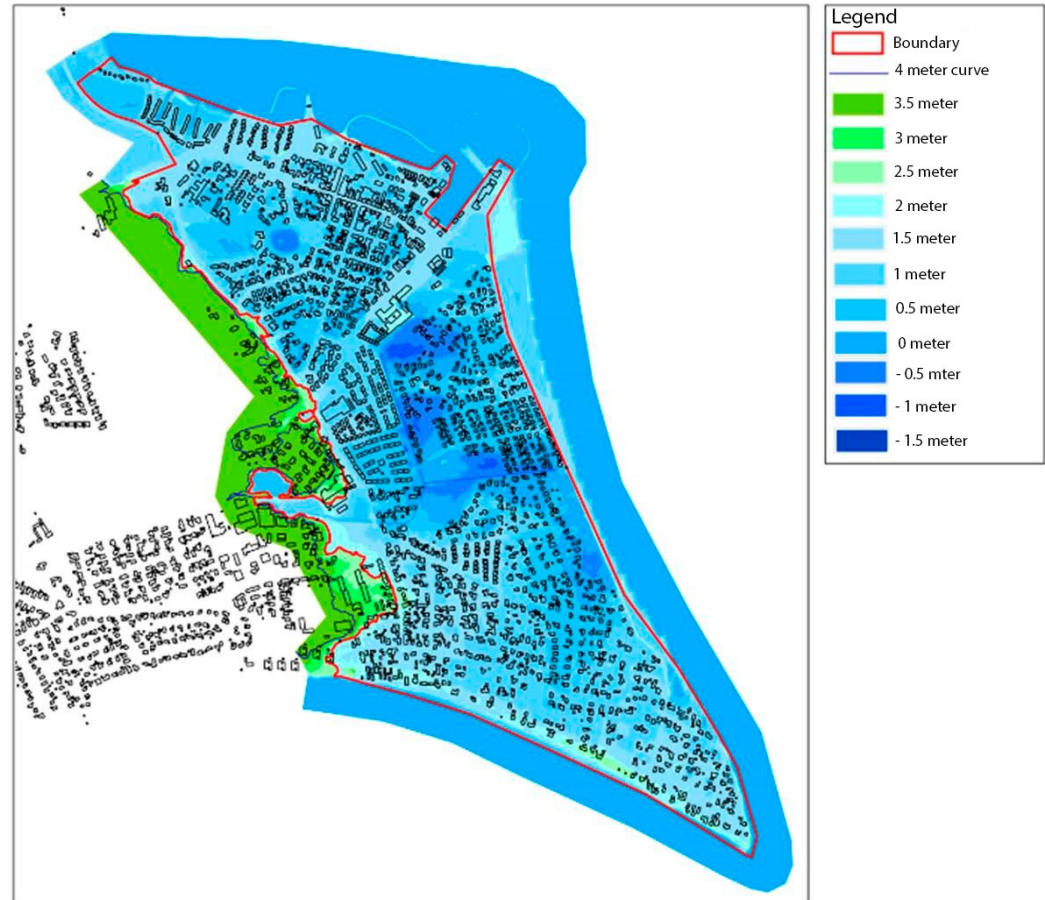 Legend
Boundary
4 meter curve
3.5 meter
3 meter
2.5 meter
2 meter
1.5 meter
1 meter
0.5 meter
0 meter
- 0.5 mter
- 1 meter
- 1.5 meter